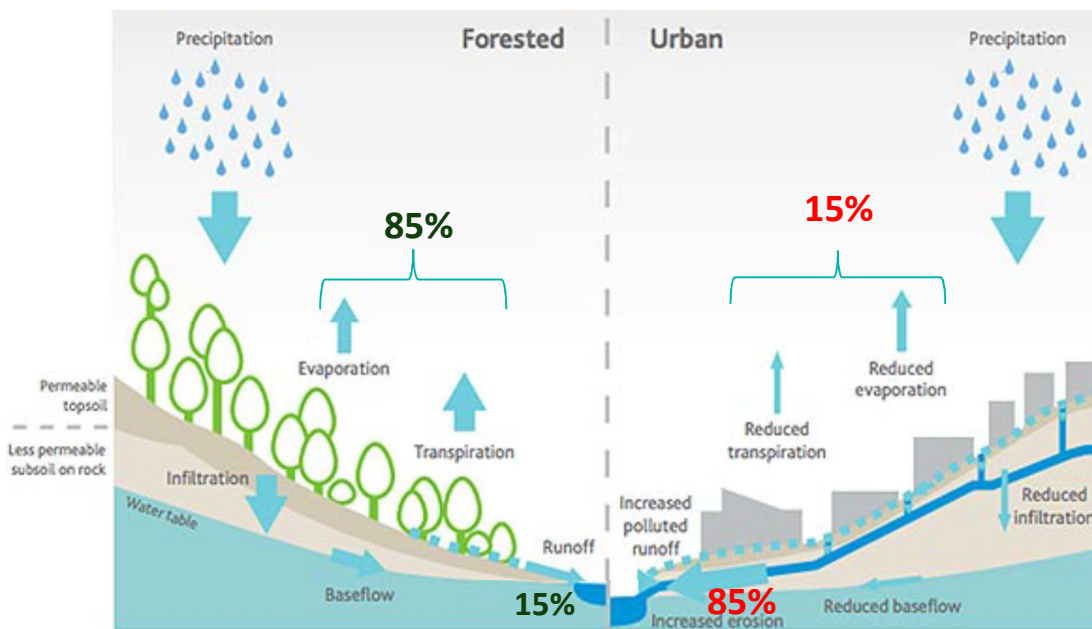 Forested
Urban
Precipitation
85%
Evaporation
Transpiration
Permeable
topsoil
Less permeable
subsoil on rock
Infiltration
Water table
Baseflow
Runoff
15%
Precipitation
15%
Reduced
evaporation
Reduced
transpiration
Increased
polluted
runoff
Reduced
infiltration
85%
Reduced baseflow
Increased erosion